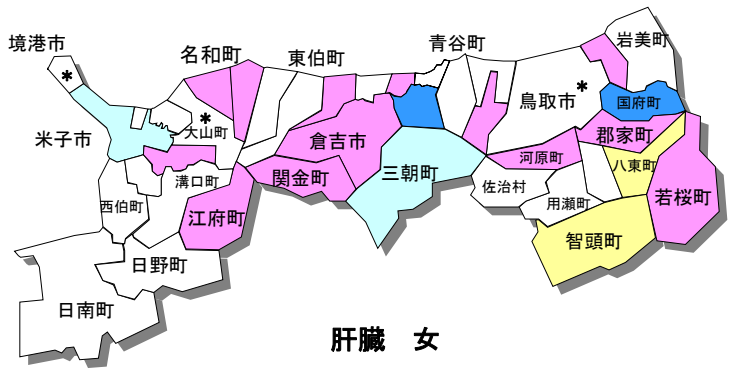 境港市
*
米子市
名和町
*
大山町
東伯町
青谷町
岩美町
鳥取市*
国府町
郡家町
八東町
若桜町
智頭町
用瀬町
佐治村
河原町
三朝町
倉吉市
関金町
江府町
溝口町
西伯町
日野町
日南町
肝臓　女